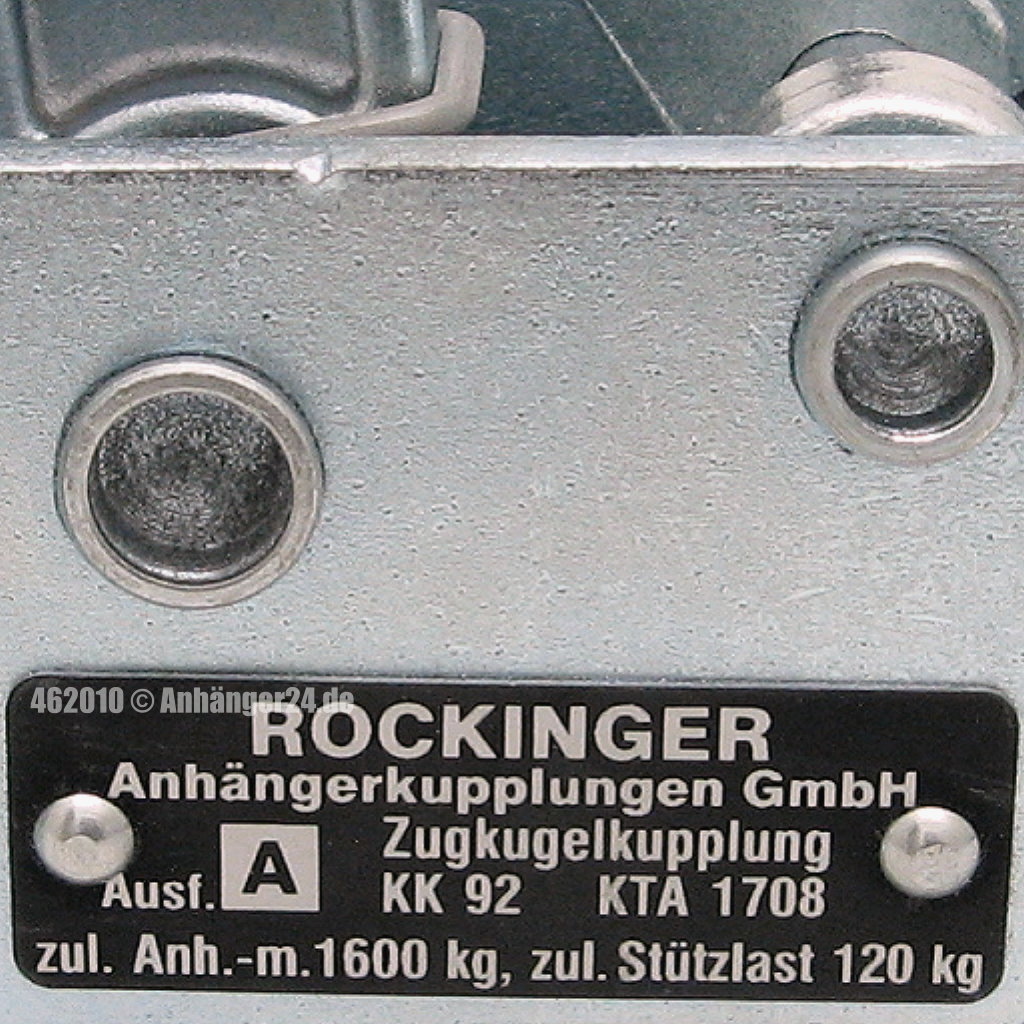 462010 © Anhänger24.de
ROCKINGER
Anhängerkupplungen GmbH
Zugkugelkupplung
Ausf. A KK 92 KTA 1708
zul. Anh.-m. 1600 kg, zul. Stützlast 120 kg